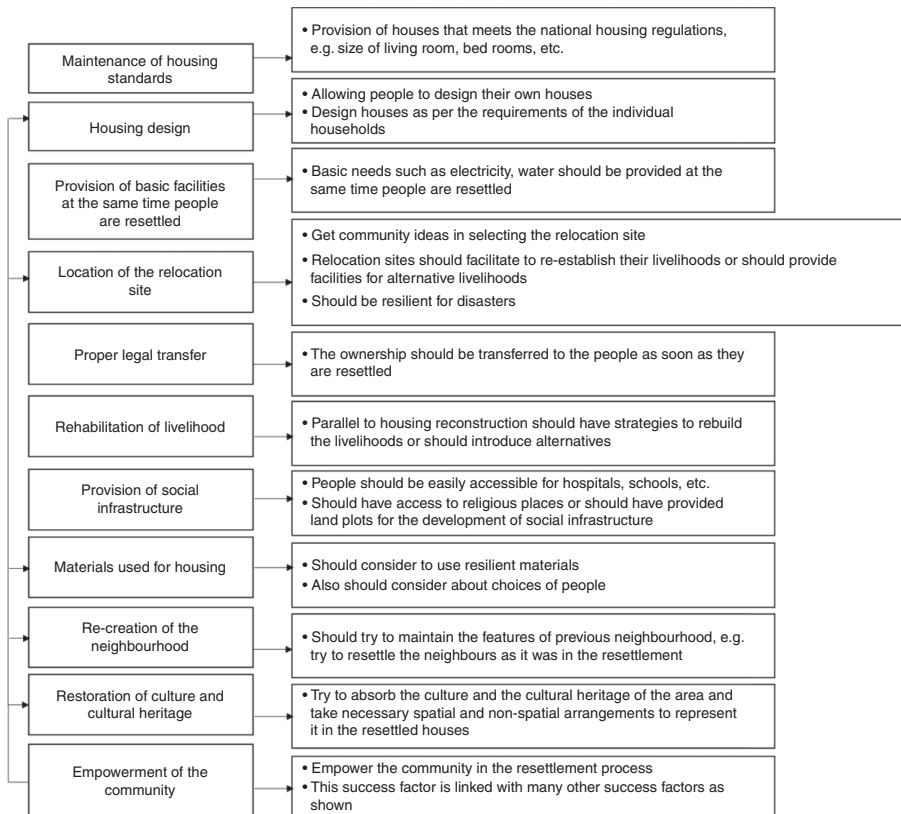 Maintenance of housing
standards
• Provision of houses that meets the national housing regulations,
e.g. size of living room, bed rooms, etc.
Housing design
• Allowing people to design their own houses
• Design houses as per the requirements of the individual
households
Provision of basic facilities
at the same time people
are resettled
• Basic needs such as electricity, water should be provided at the
same time people are resettled
Location of the relocation
site
• Get community ideas in selecting the relocation site
• Relocation sites should facilitate to re-establish their livelihoods or should provide
facilities for alternative livelihoods
• Should be resilient for disasters
Proper legal transfer
• The ownership should be transferred to the people as soon as they
are resettled
Rehabilitation of livelihood
• Parallel to housing reconstruction should have strategies to rebuild
the livelihoods or should introduce alternatives
Provision of social
infrastructure
• People should be easily accessible for hospitals, schools, etc.
• Should have access to religious places or should have provided
land plots for the development of social infrastructure
Materials used for housing
• Should consider to use resilient materials
• Also should consider about choices of people
Re-creation of the
neighbourhood
• Should try to maintain the features of previous neighbourhood, e.g.
try to resettle the neighbours as it was in the resettlement
Restoration of culture and
cultural heritage
• Try to absorb the culture and the cultural heritage of the area and
take necessary spatial and non-spatial arrangements to represent
it in the resettled houses
Empowerment of the
community
• Empower the community in the resettlement process
• This success factor is linked with many other success factors as
shown